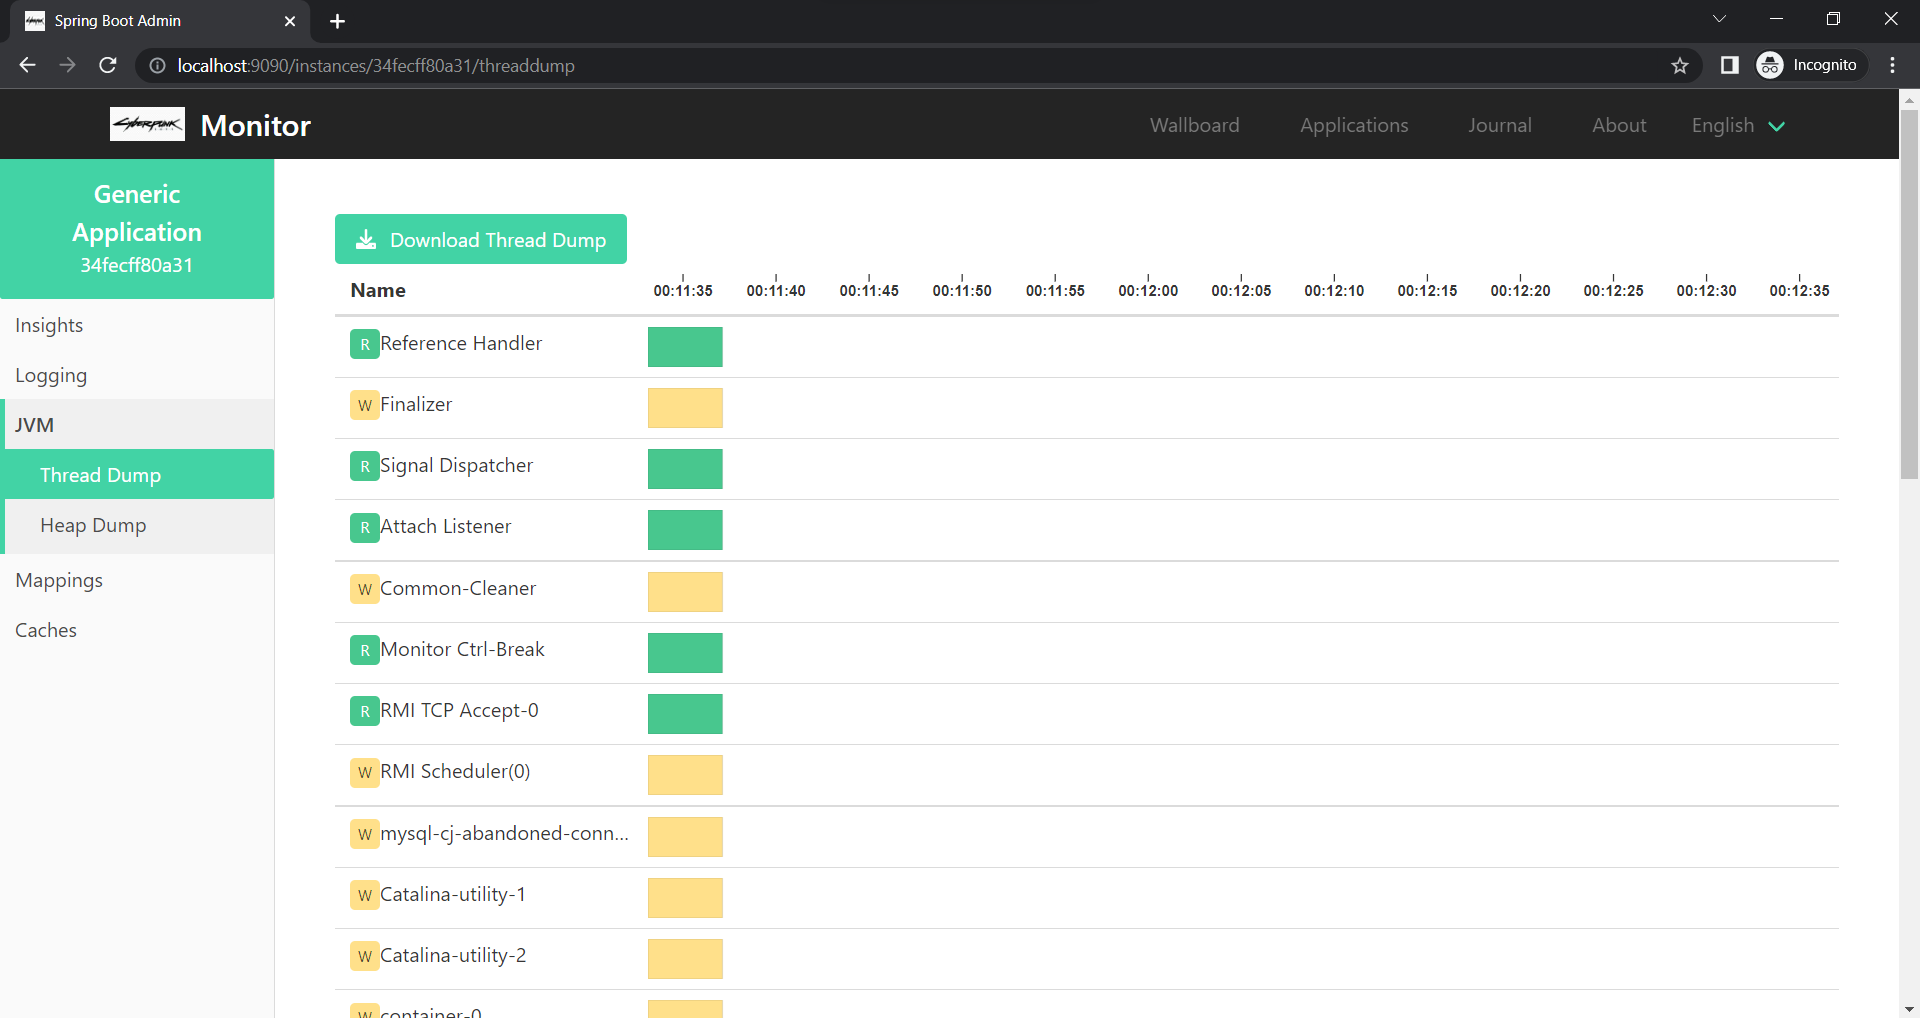 Spring Boot Admin
localhost:9090/instances/34fecff80a31/threaddump
Incognito
CYBERPUNK
Monitor
Wallboard
Applications
Journal
About
English
Generic
Application
34fecff80a31
Insights
Logging
JVM
Thread Dump
Heap Dump
Mappings
Caches
Download Thread Dump
Name 00:11:35 00:11:40 00:11:45 00:11:50 00:11:55 00:12:00 00:12:05 00:12:10 00:12:15 00:12:20 00:12:25 00:12:30 00:12:35
R Reference Handler
W Finalizer
R Signal Dispatcher
R Attach Listener
W Common-Cleaner
R Monitor Ctrl-Break
R RMI TCP Accept-0
W RMI Scheduler(0)
W mysql-cj-abandoned-conn...
W Catalina-utility-1
W Catalina-utility-2
W container-0